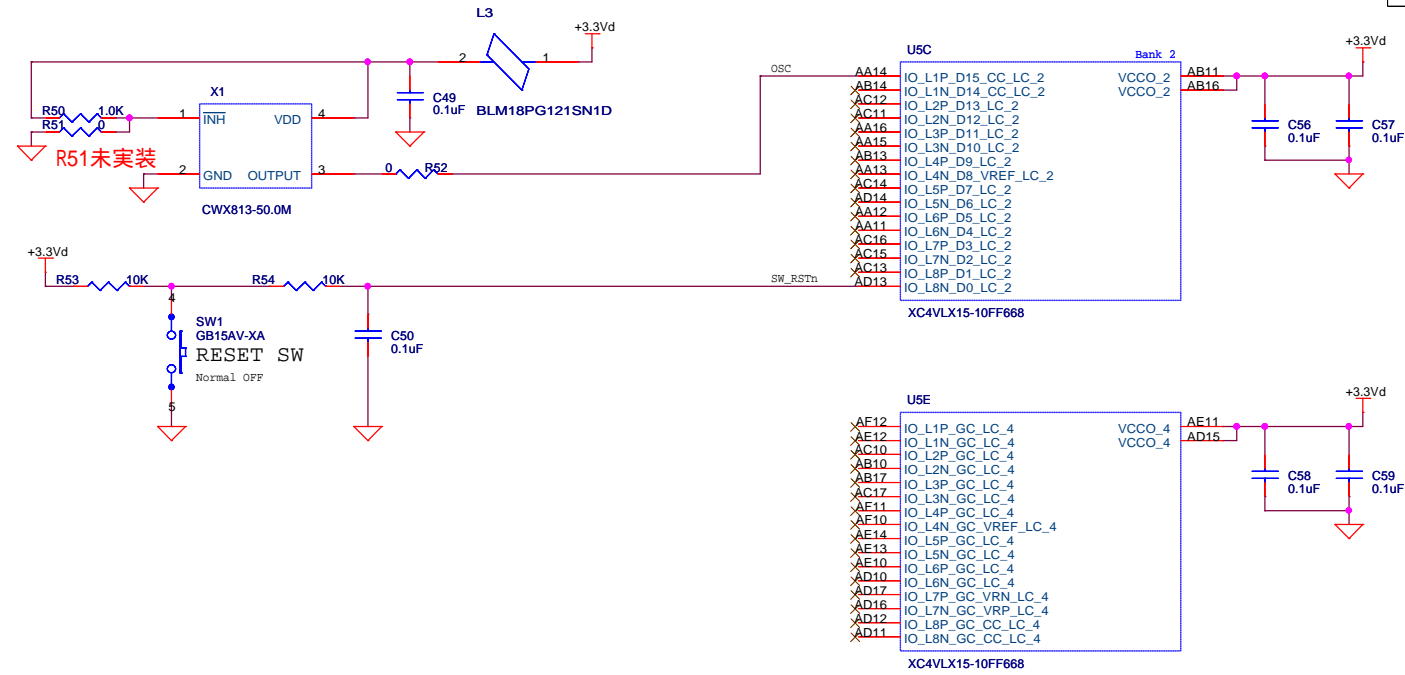 L3
+3.3Vd
2
1
BLM18PG121SN1D
C49
0.1uF
X1
R50
1.0K
R51
0
R51未実装
1
INH
VDD
4
2
GND
OUTPUT
3
CWX813-50.0M
0
R52
OSC
+3.3Vd
R53
10K
R54
10K
4
SW1
GB15AV-XA
RESET SW
Normal OFF
5
C50
0.1uF
SW_RSTn
U5C
Bank 2
AA14 IO_L1P_D15_CC_LC_2
AB14 IO_L1N_D14_CC_LC_2
AC12 IO_L2P_D13_LC_2
AC11 IO_L2N_D12_LC_2
AA16 IO_L3P_D11_LC_2
AA15 IO_L3N_D10_LC_2
AB13 IO_L4P_D9_LC_2
AA13 IO_L4N_D8_VREF_LC_2
AC14 IO_L5P_D7_LC_2
AD14 IO_L5N_D6_LC_2
AA12 IO_L6P_D5_LC_2
AA11 IO_L6N_D4_LC_2
AC16 IO_L7P_D3_LC_2
AC15 IO_L7N_D2_LC_2
AC13 IO_L8P_D1_LC_2
AD13 IO_L8N_D0_LC_2
VCCO_2 AB11
VCCO_2 AB16
XC4VLX15-10FF668
+3.3Vd
C56
0.1uF
C57
0.1uF
U5E
AF12 IO_L1P_GC_LC_4
AE12 IO_L1N_GC_LC_4
AC10 IO_L2P_GC_LC_4
AB10 IO_L2N_GC_LC_4
AB17 IO_L3P_GC_LC_4
AC17 IO_L3N_GC_LC_4
AF11 IO_L4P_GC_LC_4
AF10 IO_L4N_GC_VREF_LC_4
AE14 IO_L5P_GC_LC_4
AE13 IO_L5N_GC_LC_4
AE10 IO_L6P_GC_LC_4
AD10 IO_L6N_GC_LC_4
AD17 IO_L7P_GC_VRN_LC_4
AD16 IO_L7N_GC_VRP_LC_4
AD12 IO_L8P_GC_CC_LC_4
AD11 IO_L8N_GC_CC_LC_4
VCCO_4 AE11
VCCO_4 AD15
XC4VLX15-10FF668
+3.3Vd
C58
0.1uF
C59
0.1uF